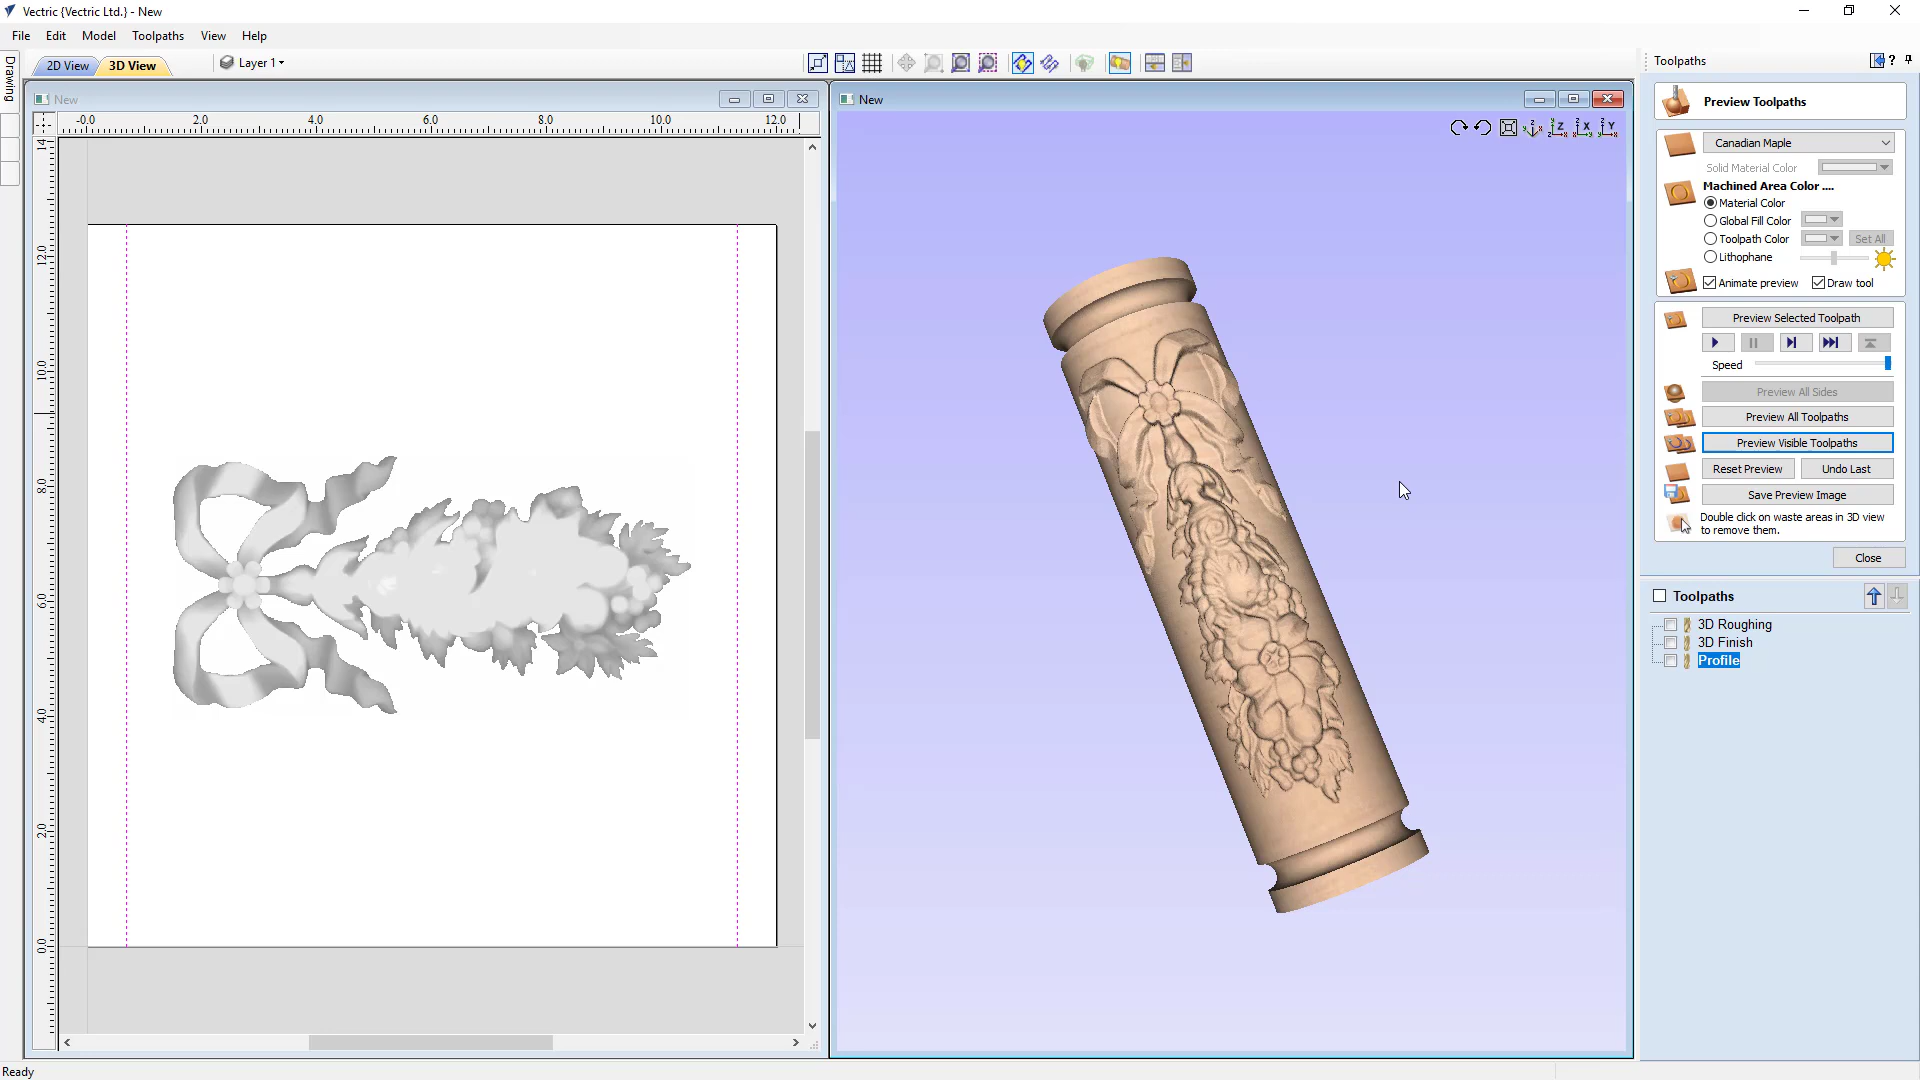 Vectric {Vectric Ltd.} - New
File Edit Model Toolpaths View Help
Drawing
2D View 3D View Layer 1
Toolpaths ?
New
New
-0.0 2.0 4.0 6.0 8.0 10.0 12.0
14
12.0
10.0
8.0
6.0
4.0
2.0
0.0
Z X Y
Preview Toolpaths
Canadian Maple
Solid Material Color
Machined Area Color ....
Material Color
Global Fill Color
Toolpath Color Set All
Lithophane
Animate preview Draw tool
Preview Selected Toolpath
Speed
Preview All Sides
Preview All Toolpaths
Preview Visible Toolpaths
Reset Preview Undo Last
Save Preview Image
Double click on waste areas in 3D view
to remove them.
Close
Toolpaths
3D Roughing
3D Finish
Profile
Ready